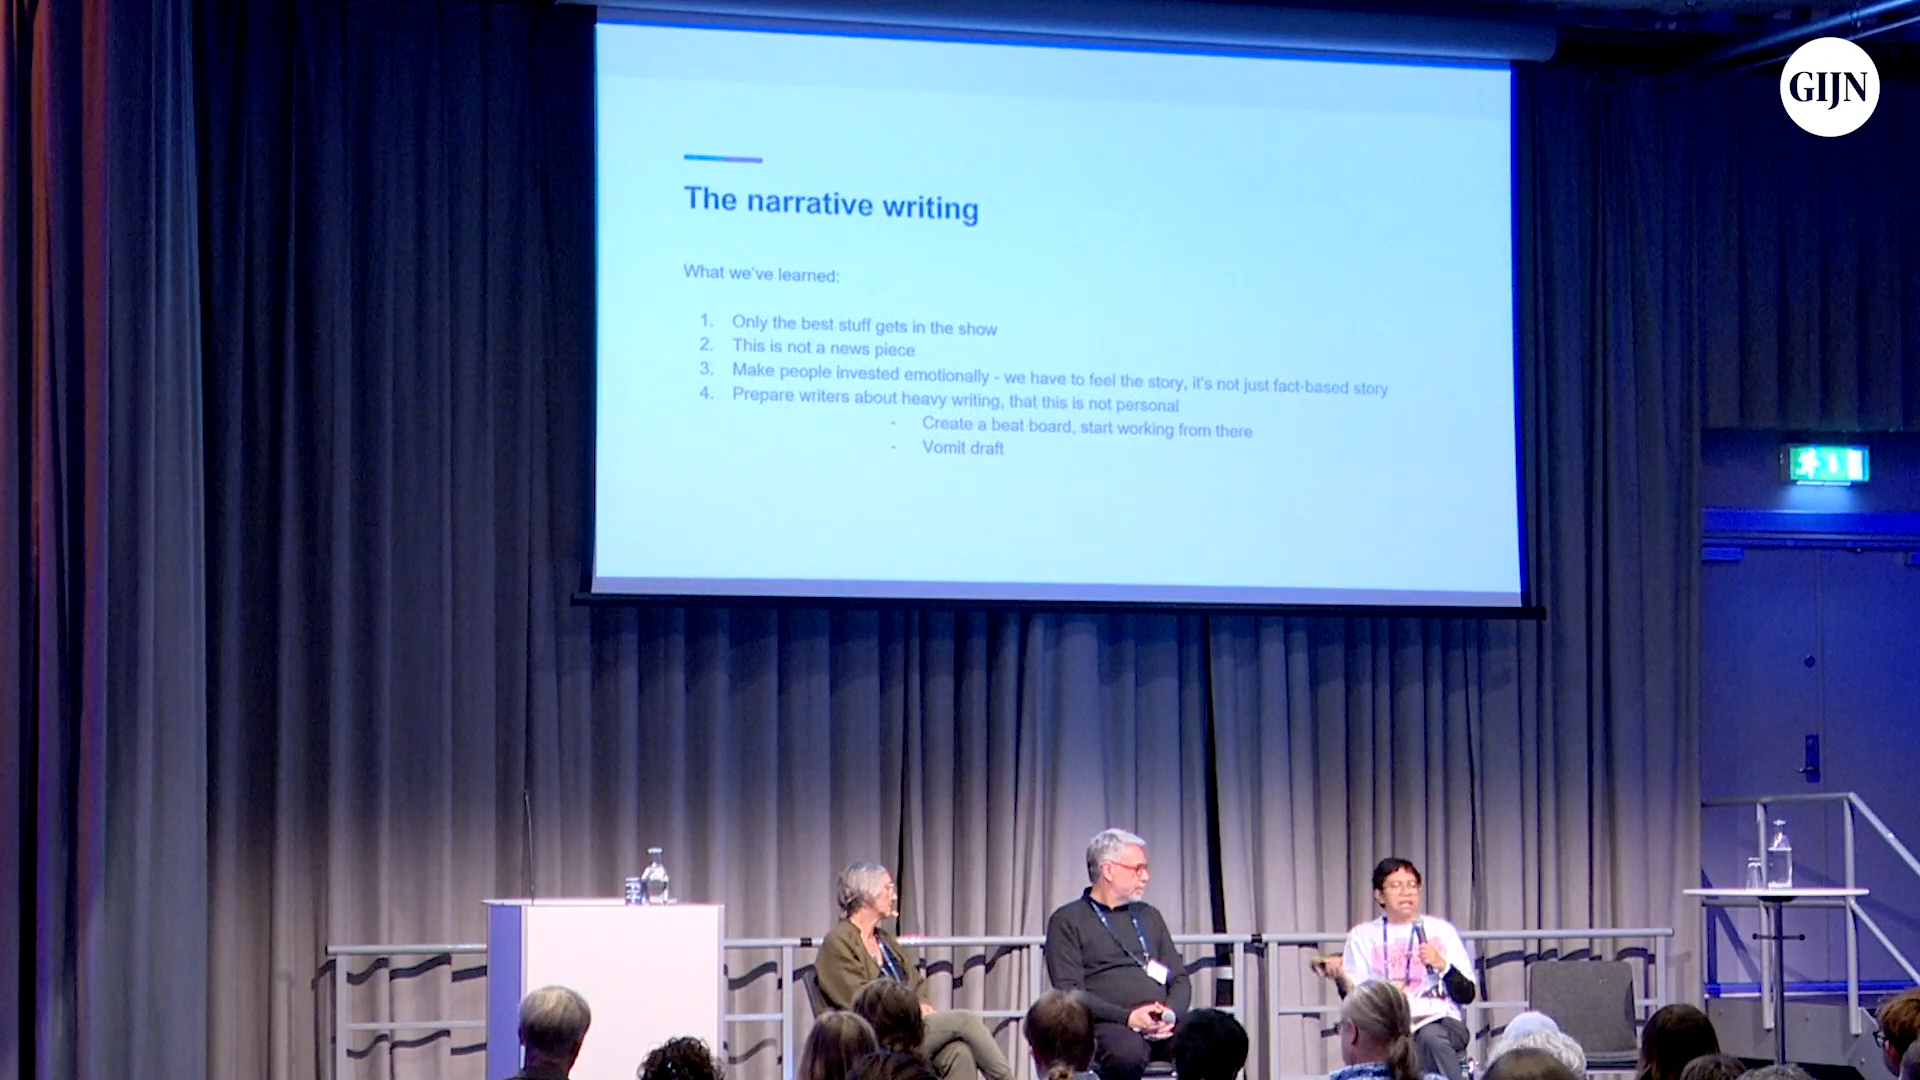 GIJN
The narrative writing
What we've learned:
1. Only the best stuff gets in the show
2. This is not a news piece
3. Make people invested emotionally - we have to feel the story, it's not just fact-based story
4. Prepare writers about heavy writing, that this is not personal
- Create a beat board, start working from there
- Vomit draft